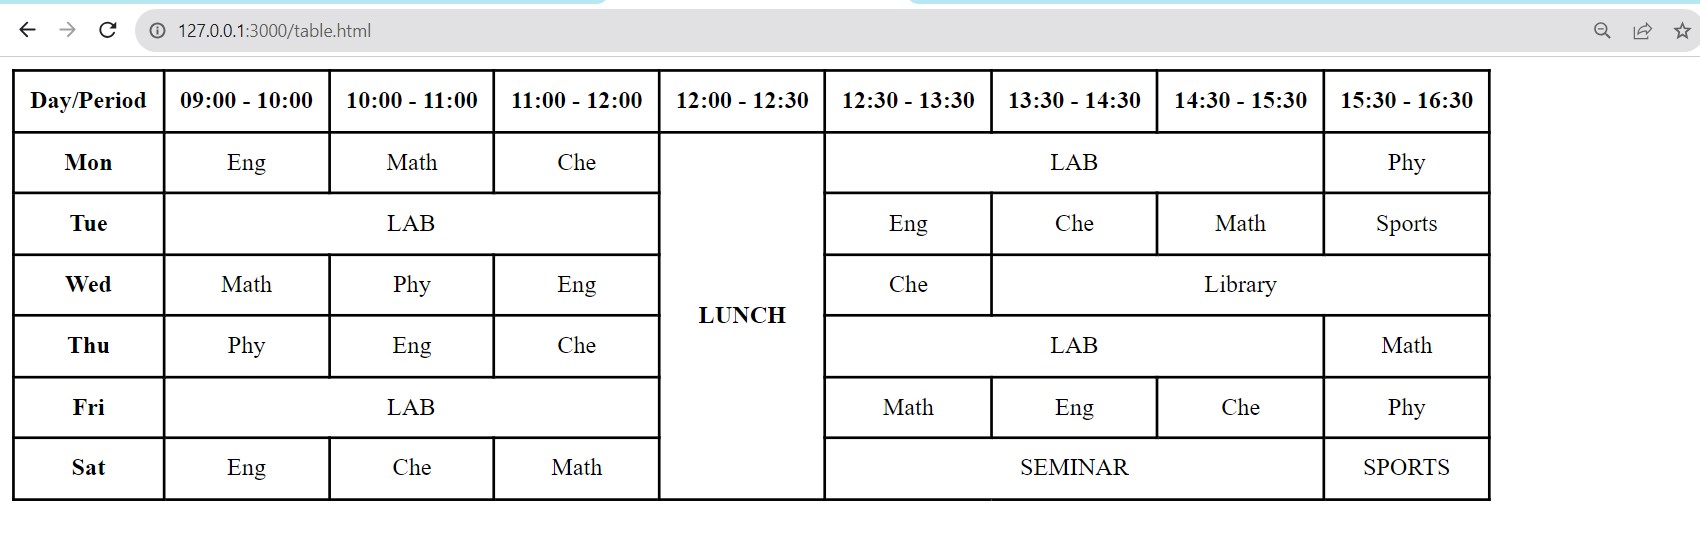 127.0.0.1:3000/table.html
Day/Period 09:00 - 10:00 10:00 - 11:00 11:00 - 12:00 12:00 - 12:30 12:30 - 13:30 13:30 - 14:30 14:30 - 15:30 15:30 - 16:30
Mon Eng Math Che LAB Phy
Tue LAB Eng Che Math Sports
Wed Math Phy Eng Che Library
LUNCH
Thu Phy Eng Che LAB Math
Fri LAB Math Eng Che Phy
Sat Eng Che Math SEMINAR SPORTS